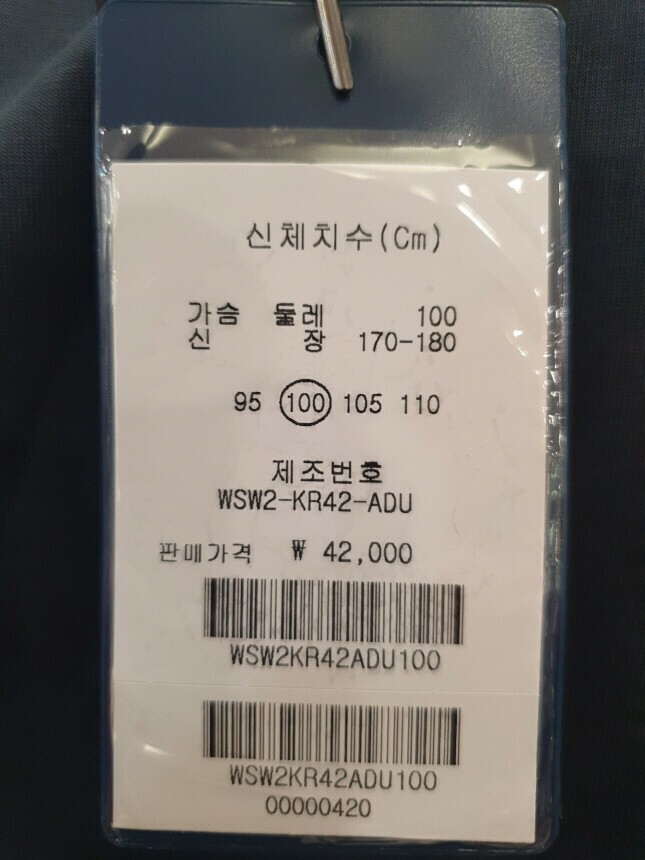 신체치수(Cm)
가슴 둘레 100
신 장 170-180
95 100 105 110
제조번호
WSW2-KR42-ADU
판매가격 ₩ 42,000
WSW2KR42ADU100
WSW2KR42ADU100
00000420